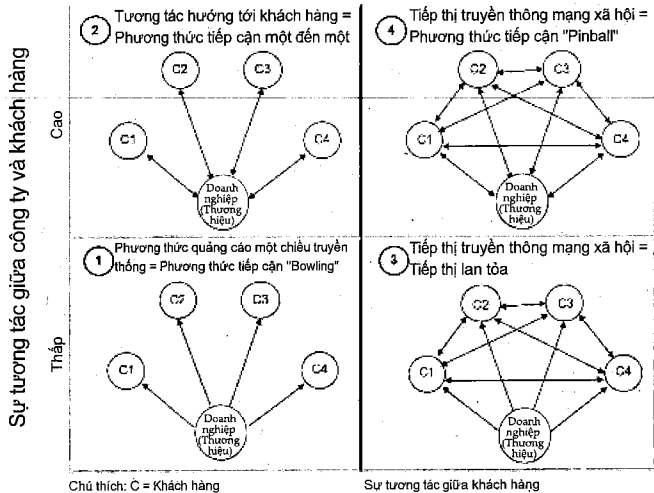 Sự tương tác giữa công ty và khách hàng
Cao
Thấp
2
Tương tác hướng tới khách hàng =
Phương thức tiếp cận một đến một
C2
C3
C1
C4
Doanh
nghiệp
(Thương
hiệu)
4
Tiếp thị truyền thông mạng xã hội =
Phương thức tiếp cận "Pinball"
C2
C3
C1
C4
Doanh
nghiệp
(Thương
hiệu)
1
Phương thức quảng cáo một chiều truyền
thống = Phương thức tiếp cận "Bowling"
C2
C3
C1
C4
Doanh
nghiệp
(Thương
hiệu)
3
Tiếp thị truyền thông mạng xã hội =
Tiếp thị lan tỏa
C2
C3
C1
C4
Doanh
nghiệp
(Thương
hiệu)
Chú thích: C = Khách hàng
Sự tương tác giữa khách hàng